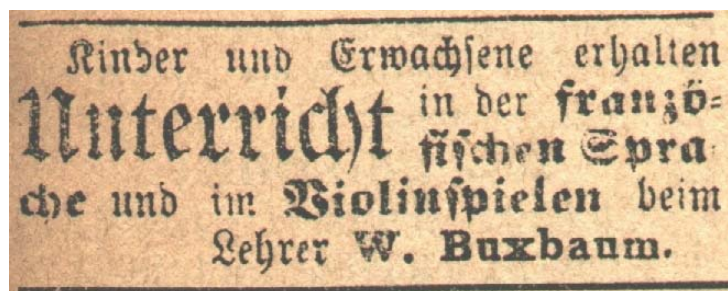 Kinder und Erwachsene erhalten
Unterricht in der franzö-
sischen Spra
che und im Violinspielen beim
Lehrer W. Buxbaum.